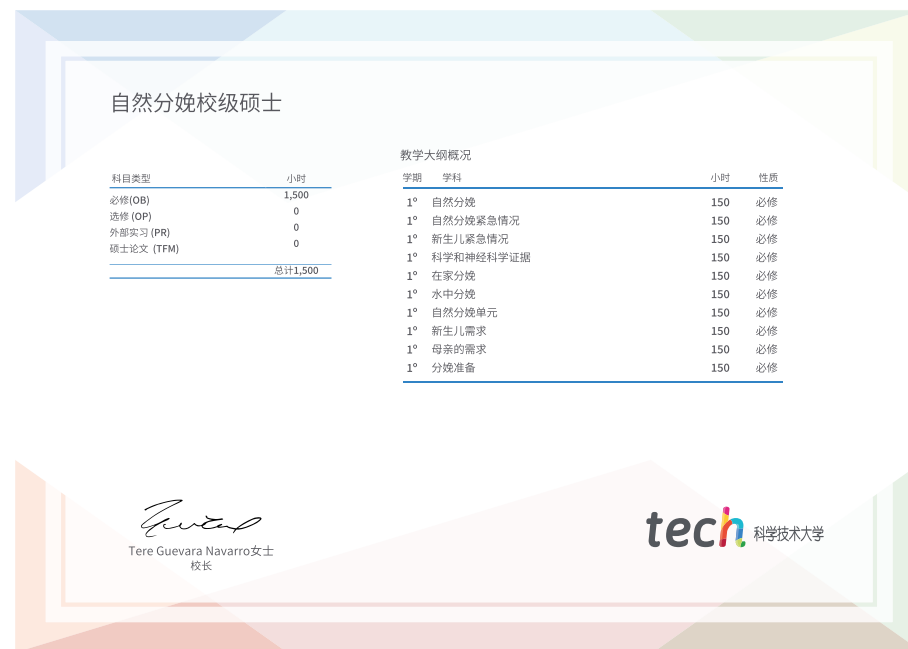 自然分娩校级硕士
科目类型 小时
必修(OB) 1,500
选修 (OP) 0
外部实习 (PR) 0
硕士论文 (TFM) 0
总计1,500
教学大纲概况
学期 学科 小时 性质
1º 自然分娩 150 必修
1º 自然分娩紧急情况 150 必修
1º 新生儿紧急情况 150 必修
1º 科学和神经科学证据 150 必修
1º 在家分娩 150 必修
1º 水中分娩 150 必修
1º 自然分娩单元 150 必修
1º 新生儿需求 150 必修
1º 母亲的需求 150 必修
1º 分娩准备 150 必修
Tere Guevara Navarro女士
校长
tech 科学技术大学